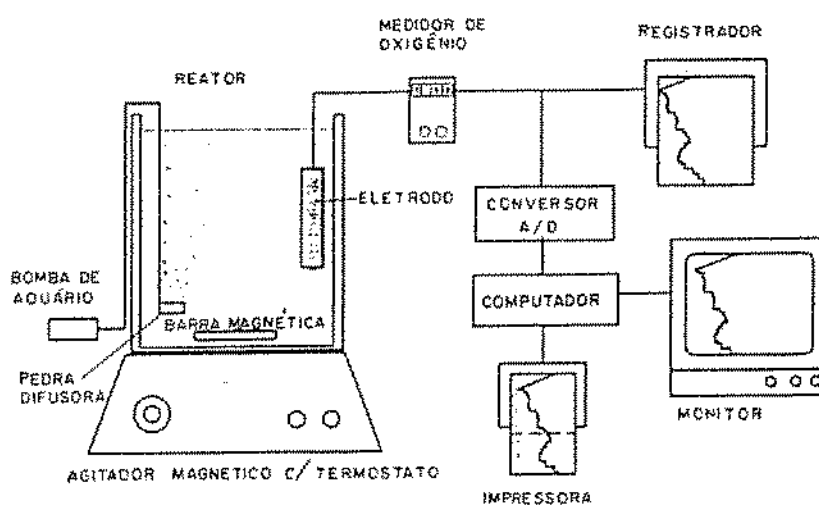 MEDIDOR DE
OXIGÊNIO
REGISTRADOR
REATOR
ELETRODO
CONVERSOR
A/D
BOMBA DE
AQUÁRIO
COMPUTADOR
BARRA MAGNÉTICA
PEDRA
DIFUSORA
MONITOR
AGITADOR MAGNETICO C/ TERMOSTATO
IMPRESSORA